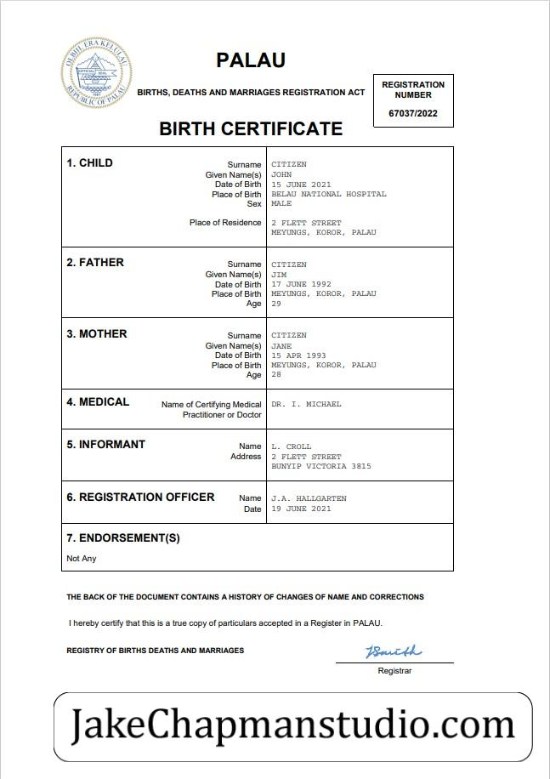 OLBIIL ERA KELULAU
REPUBLIC OF PALAU
PALAU
BIRTHS, DEATHS AND MARRIAGES REGISTRATION ACT
REGISTRATION
NUMBER
67037/2022
BIRTH CERTIFICATE
1. CHILD
Surname CITIZEN
Given Name(s) JOHN
Date of Birth 15 JUNE 2021
Place of Birth BELAU NATIONAL HOSPITAL
Sex MALE
Place of Residence 2 FLETT STREET
MEYUNGS, KOROR, PALAU
2. FATHER
Surname CITIZEN
Given Name(s) JIM
Date of Birth 17 JUNE 1992
Place of Birth MEYUNGS, KOROR, PALAU
Age 29
3. MOTHER
Surname CITIZEN
Given Name(s) JANE
Date of Birth 15 APR 1993
Place of Birth MEYUNGS, KOROR, PALAU
Age 28
4. MEDICAL Name of Certifying Medical DR. I. MICHAEL
Practitioner or Doctor
5. INFORMANT Name L. CROLL
Address 2 FLETT STREET
BUNYIP VICTORIA 3815
6. REGISTRATION OFFICER Name J.A. HALLGARTEN
Date 19 JUNE 2021
7. ENDORSEMENT(S)
Not Any
THE BACK OF THE DOCUMENT CONTAINS A HISTORY OF CHANGES OF NAME AND CORRECTIONS
I hereby certify that this is a true copy of particulars accepted in a Register in PALAU.
REGISTRY OF BIRTHS DEATHS AND MARRIAGES JSmith
Registrar
JakeChapmanstudio.com